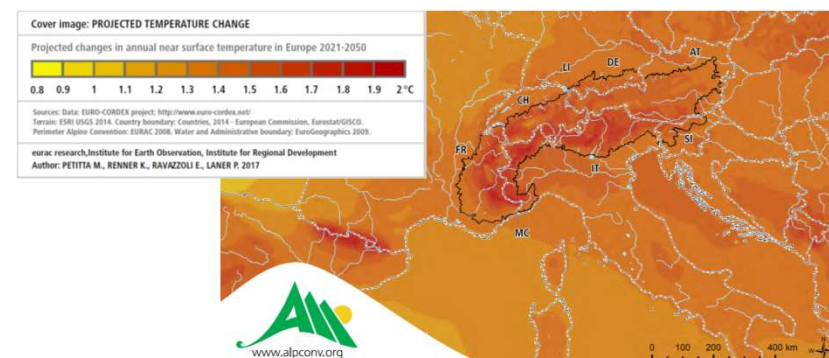 Cover image: PROJECTED TEMPERATURE CHANGE
Projected changes in annual near surface temperature in Europe 2021-2050
0.8 0.9 1 1.1 1.2 1.3 1.4 1.5 1.6 1.7 1.8 1.9 2 °C
Sources: Data: EURO-CORDEX project: http://www.euro-cordex.net/
Terrain: ESRI USGS 2014. Country boundary: Countries, 2014 - European Commission, Eurostat/GISCO.
Perimeter Alpine Convention: EURAC 2008. Water and Administrative boundary: EuroGeographics 2009.
eurac research,Institute for Earth Observation, Institute for Regional Development
Author: PETITTA M., RENNER K., RAVAZZOLI E., LANER P. 2017
AT
DE
LI
CH
SI
FR
IT
MC
www.alpconv.org
0 100 200 400 km
N
W